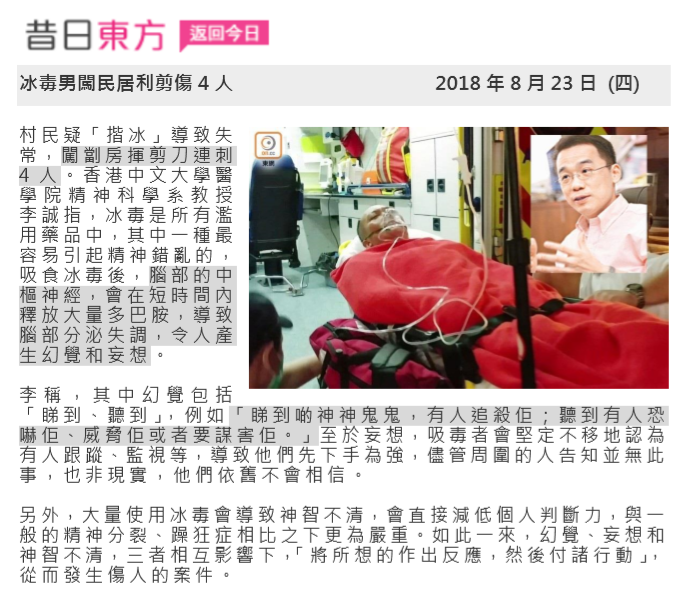 昔日東方 返回今日
冰毒男闖民居利剪傷 4 人 2018 年 8 月 23 日 (四)
村民疑「揩冰」導致失
常，闖劏房揮剪刀連刺
4 人。香港中文大學醫
學院精神科學系教授
李誠指，冰毒是所有濫
用藥品中，其中一種最
容易引起精神錯亂的，
吸食冰毒後，腦部的中
樞神經，會在短時間內
釋放大量多巴胺，導致
腦部分泌失調，令人產
生幻覺和妄想。
李稱，其中幻覺包括
「睇到、聽到」，例如「睇到啲神神鬼鬼，有人追殺佢；聽到有人恐
嚇佢、威脅佢或者要謀害佢。」至於妄想，吸毒者會堅定不移地認為
有人跟蹤、監視等，導致他們先下手為強，儘管周圍的人告知並無此
事，也非現實，他們依舊不會相信。
另外，大量使用冰毒會導致神智不清，會直接減低個人判斷力，與一
般的精神分裂、躁狂症相比之下更為嚴重。如此一來，幻覺、妄想和
神智不清，三者相互影響下，「將所想的作出反應，然後付諸行動」，
從而發生傷人的案件。